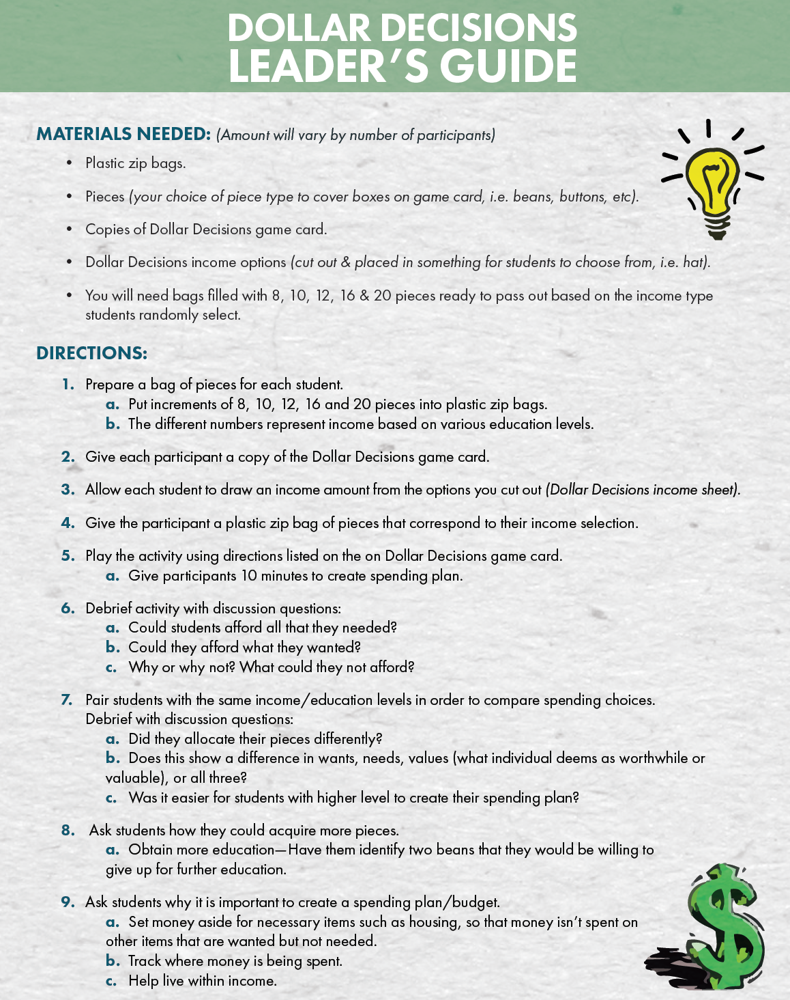 DOLLAR DECISIONS
LEADER’S GUIDE
MATERIALS NEEDED: (Amount will vary by number of participants)
• Plastic zip bags.
• Pieces (your choice of piece type to cover boxes on game card, i.e. beans, buttons, etc).
• Copies of Dollar Decisions game card.
• Dollar Decisions income options (cut out & placed in something for students to choose from, i.e. hat).
• You will need bags filled with 8, 10, 12, 16 & 20 pieces ready to pass out based on the income type
students randomly select.
DIRECTIONS:
1. Prepare a bag of pieces for each student.
a. Put increments of 8, 10, 12, 16 and 20 pieces into plastic zip bags.
b. The different numbers represent income based on various education levels.
2. Give each participant a copy of the Dollar Decisions game card.
3. Allow each student to draw an income amount from the options you cut out (Dollar Decisions income sheet).
4. Give the participant a plastic zip bag of pieces that correspond to their income selection.
5. Play the activity using directions listed on the on Dollar Decisions game card.
a. Give participants 10 minutes to create spending plan.
6. Debrief activity with discussion questions:
a. Could students afford all that they needed?
b. Could they afford what they wanted?
c. Why or why not? What could they not afford?
7. Pair students with the same income/education levels in order to compare spending choices.
Debrief with discussion questions:
a. Did they allocate their pieces differently?
b. Does this show a difference in wants, needs, values (what individual deems as worthwhile or
valuable), or all three?
c. Was it easier for students with higher level to create their spending plan?
8. Ask students how they could acquire more pieces.
a. Obtain more education—Have them identify two beans that they would be willing to
give up for further education.
9. Ask students why it is important to create a spending plan/budget.
a. Set money aside for necessary items such as housing, so that money isn’t spent on
other items that are wanted but not needed.
b. Track where money is being spent.
c. Help live within income.